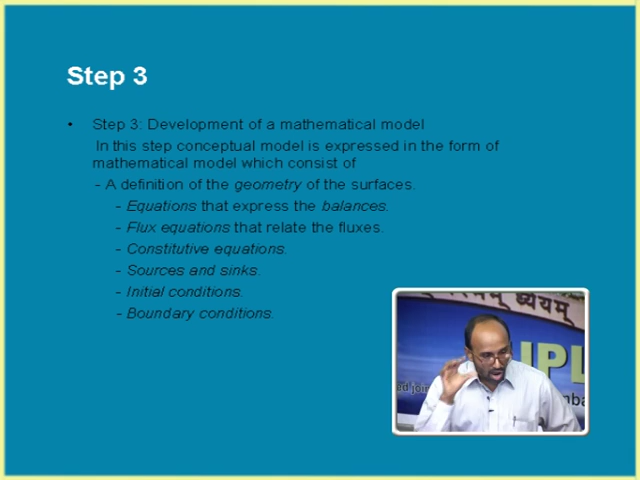 Step 3
• Step 3: Development of a mathematical model
In this step conceptual model is expressed in the form of
mathematical model which consist of
- A definition of the geometry of the surfaces.
- Equations that express the balances.
- Flux equations that relate the fluxes.
- Constitutive equations.
- Sources and sinks.
- Initial conditions.
- Boundary conditions.
ध्येयम्